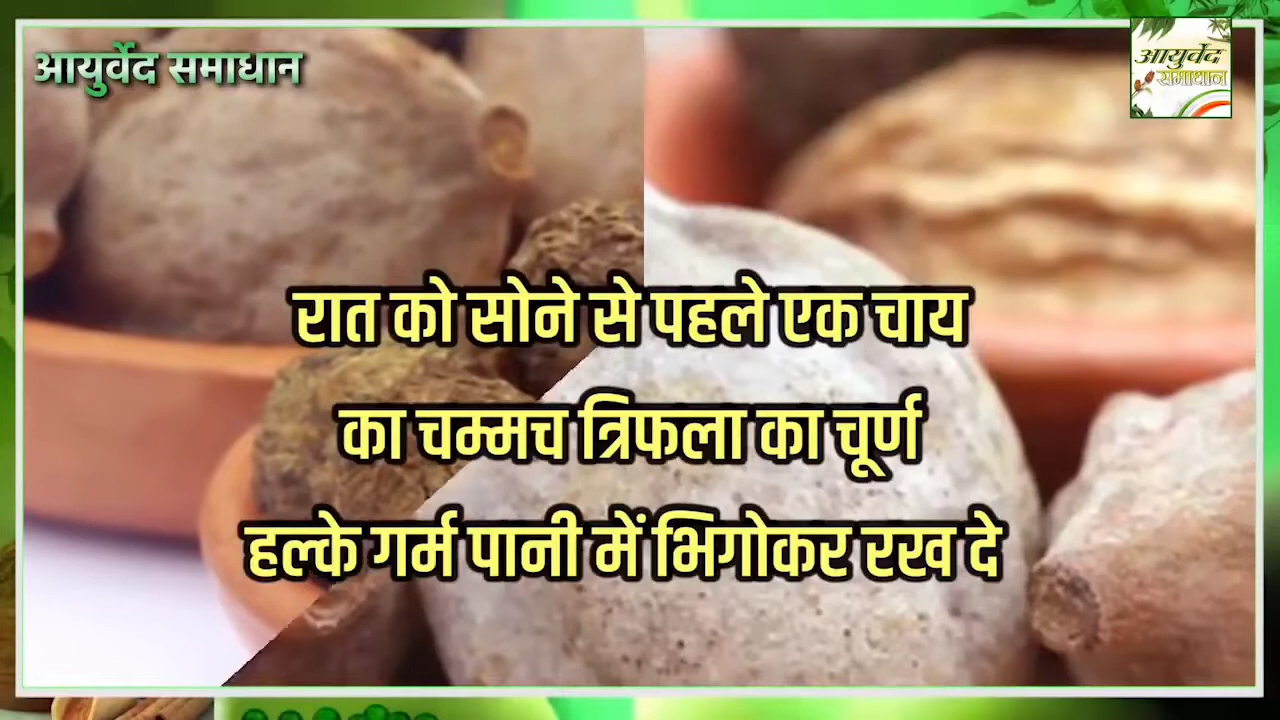 आयुर्वेद समाधान
आयुर्वेद
समाधान
रात को सोने से पहले एक चाय
का चम्मच त्रिफला का चूर्ण
हल्के गर्म पानी में भिगोकर रख दे